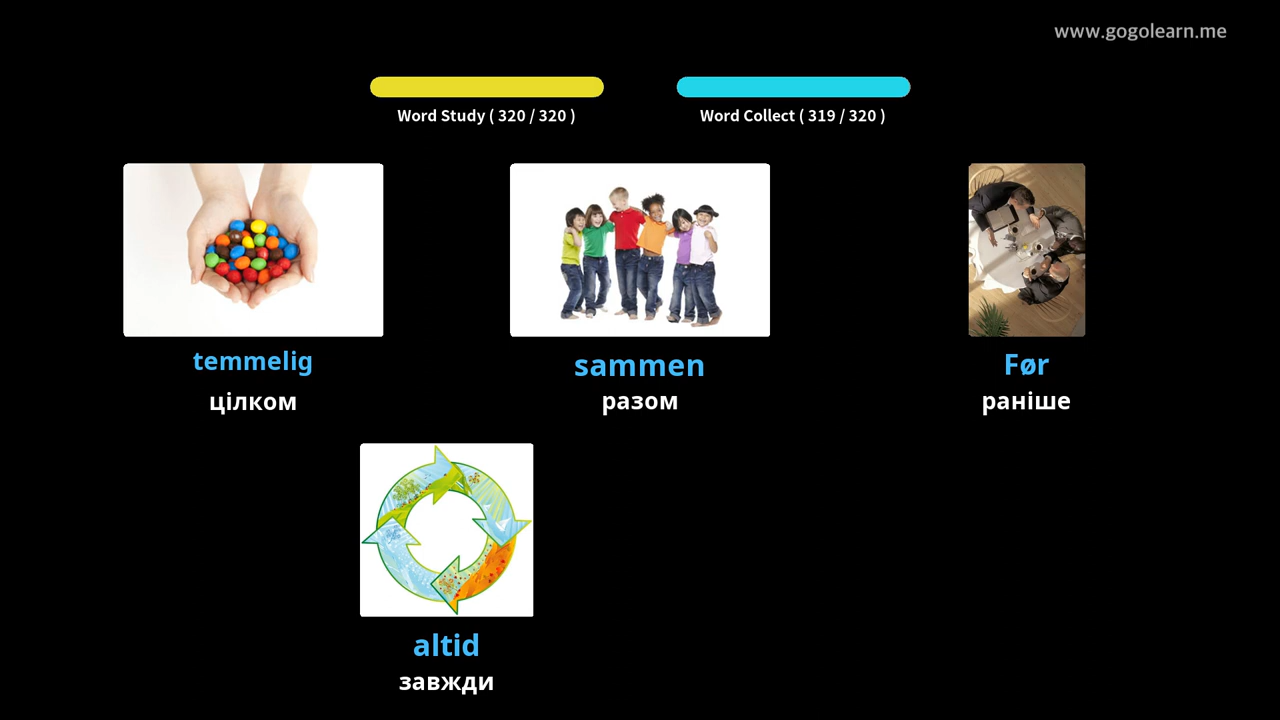 www.gogolearn.me
Word Study ( 320 / 320 )
Word Collect ( 319 / 320 )
temmelig
цілком
sammen
разом
Før
раніше
altid
завжди